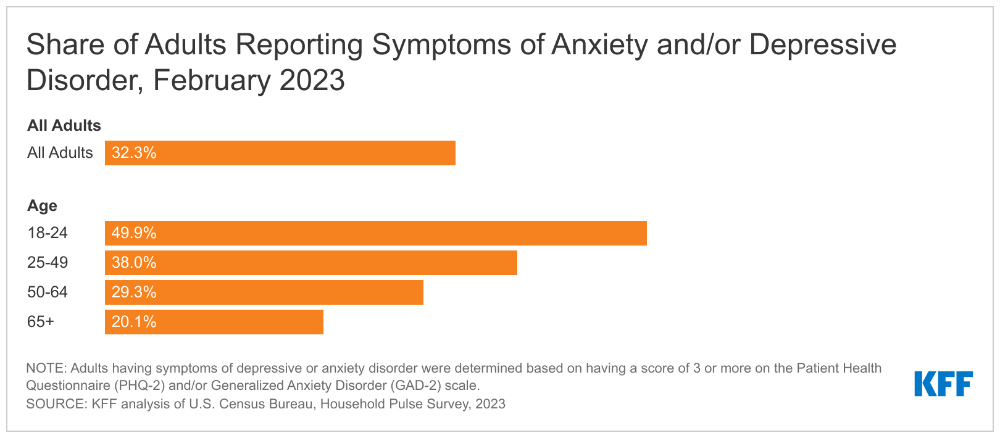 Share of Adults Reporting Symptoms of Anxiety and/or Depressive
Disorder, February 2023
All Adults
All Adults 32.3%
Age
18-24 49.9%
25-49 38.0%
50-64 29.3%
65+ 20.1%
NOTE: Adults having symptoms of depressive or anxiety disorder were determined based on having a score of 3 or more on the Patient Health
Questionnaire (PHQ-2) and/or Generalized Anxiety Disorder (GAD-2) scale.
SOURCE: KFF analysis of U.S. Census Bureau, Household Pulse Survey, 2023
KFF